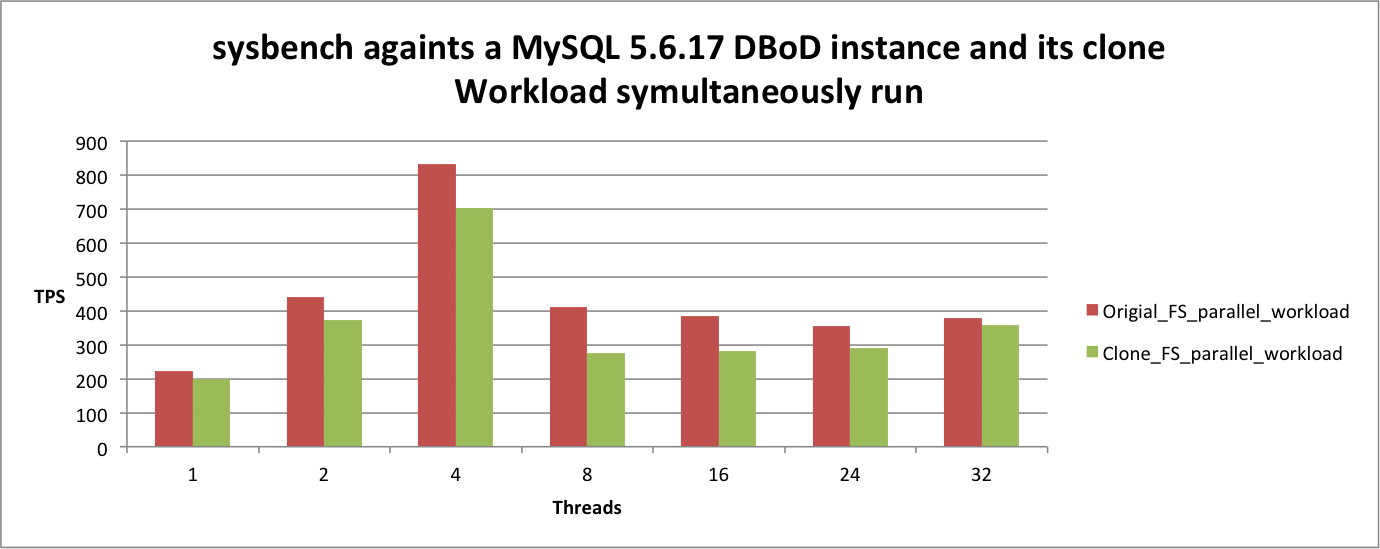 sysbench againts a MySQL 5.6.17 DBoD instance and its clone
Workload symultaneously run
900
800
700
600
500
400
300
200
100
0
TPS
1 2 4 8 16 24 32
Threads
Origial_FS_parallel_workload
Clone_FS_parallel_workload